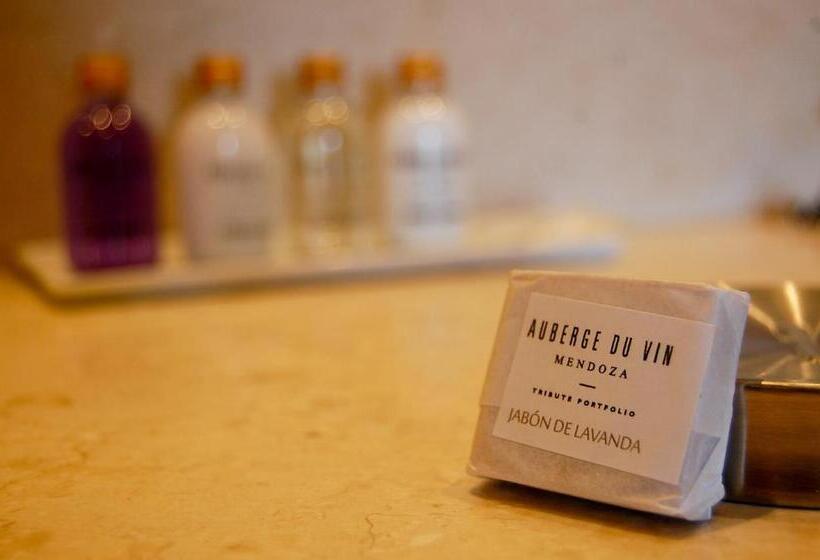 AUBERGE DU VIN
MENDOZA
TRIBUTE PORTFOLIO
JABÓN DE LAVANDA